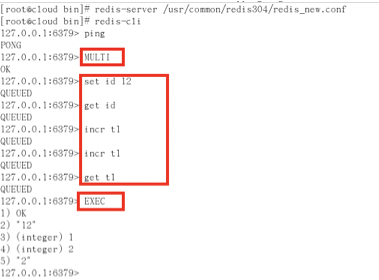 [root@cloud bin]# redis-server /usr/common/redis304/redis_new.conf
[root@cloud bin]# redis-cli
127.0.0.1:6379> ping
PONG
127.0.0.1:6379> MULTI
OK
127.0.0.1:6379> set id 12
QUEUED
127.0.0.1:6379> get id
QUEUED
127.0.0.1:6379> incr t1
QUEUED
127.0.0.1:6379> incr t1
QUEUED
127.0.0.1:6379> get t1
QUEUED
127.0.0.1:6379> EXEC
1) OK
2) "12"
3) (integer) 1
4) (integer) 2
5) "2"
127.0.0.1:6379>